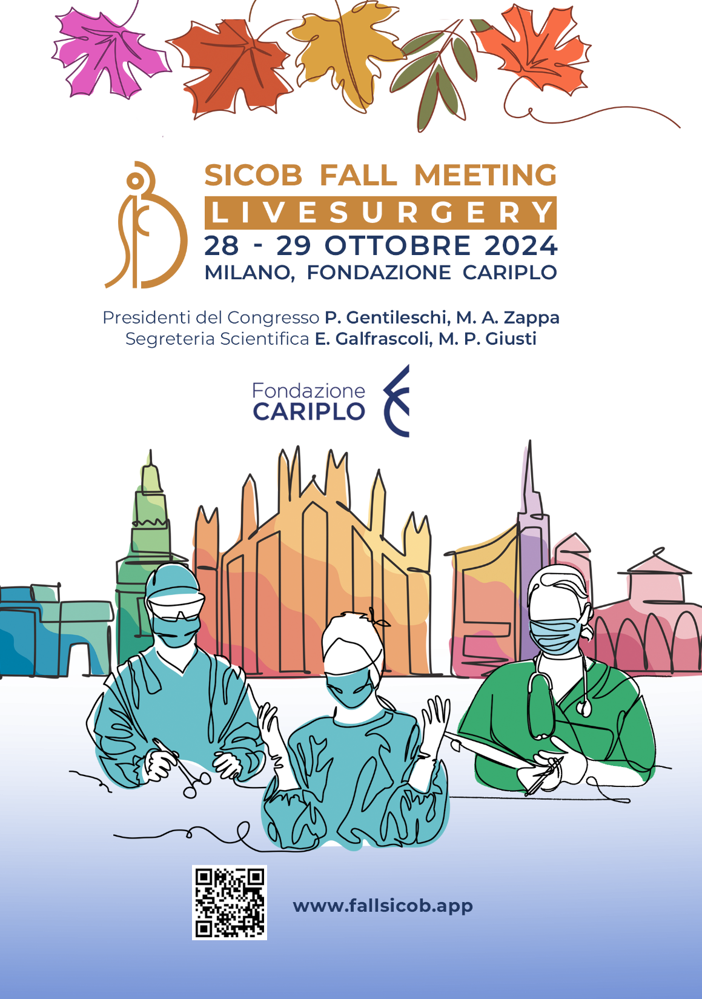 SICOB FALL MEETING
LIVESURGERY
28 - 29 OTTOBRE 2024
MILANO, FONDAZIONE CARIPLO
Presidenti del Congresso P. Gentileschi, M. A. Zappa
Segreteria Scientifica E. Galfrascoli, M. P. Giusti
Fondazione
CARIPLO
www.fallsicob.app